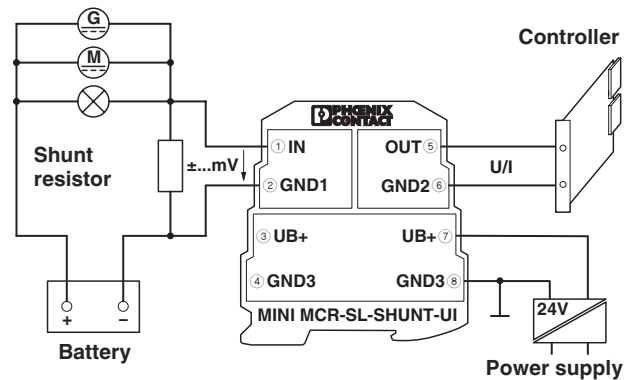 G
M
Controller
PHŒNIX
CONTACT
Shunt
resistor
±...mV
① IN
OUT ⑤
U/I
② GND1
GND2 ⑥
③ UB+
UB+ ⑦
④ GND3
GND3 ⑧
MINI MCR-SL-SHUNT-UI
24V
+ −
Battery
Power supply